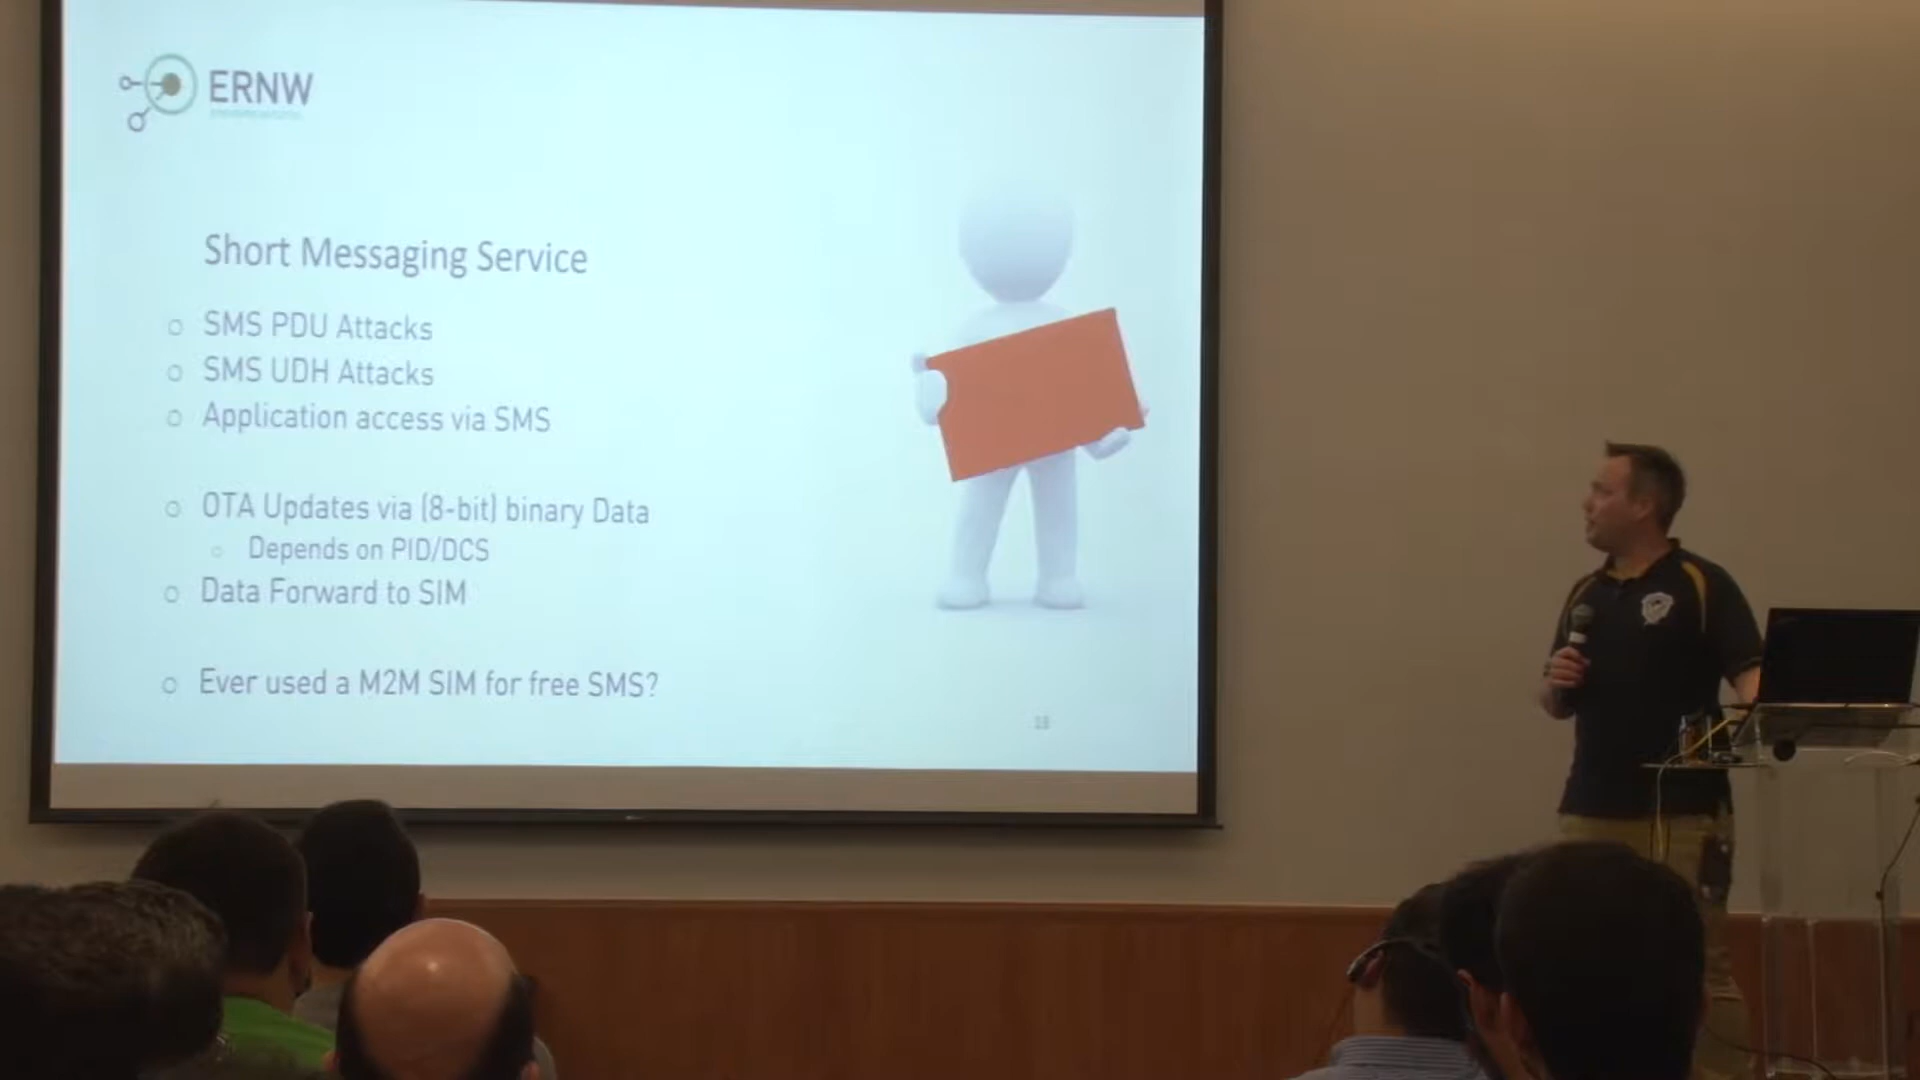 ERNW
Short Messaging Service
SMS PDU Attacks
SMS UDH Attacks
Application access via SMS
OTA Updates via (8-bit) binary Data
Depends on PID/DCS
Data Forward to SIM
Ever used a M2M SIM for free SMS?